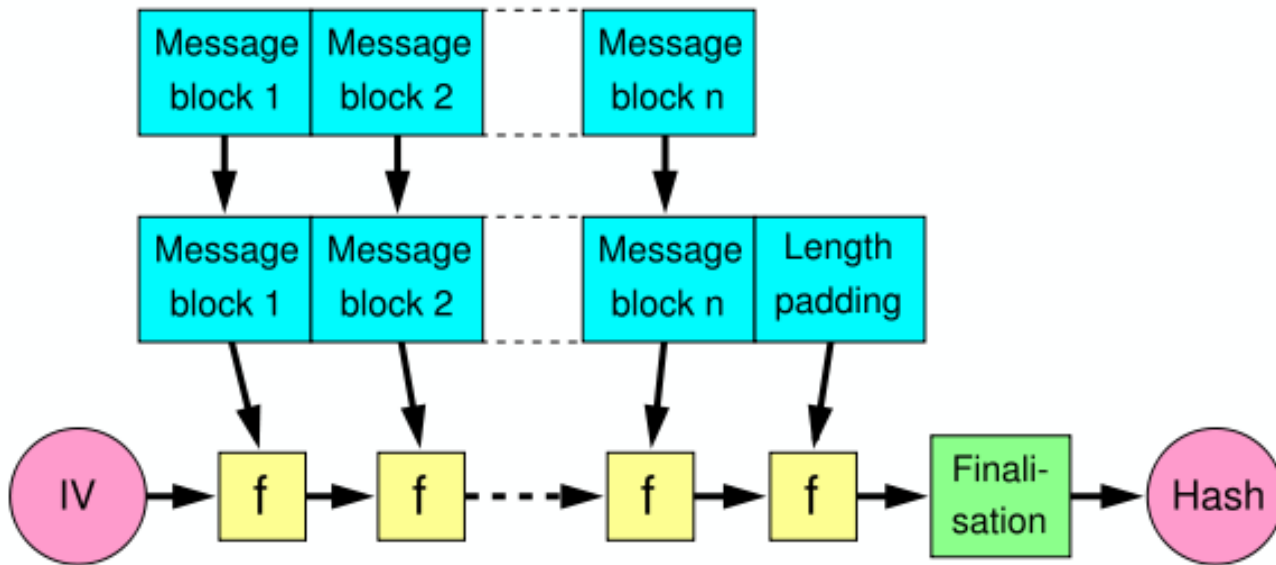 Message
block 1
Message
block 2
Message
block n
Message
block 1
Message
block 2
Message
block n
Length
padding
IV
f
f
f
f
Finali-
sation
Hash